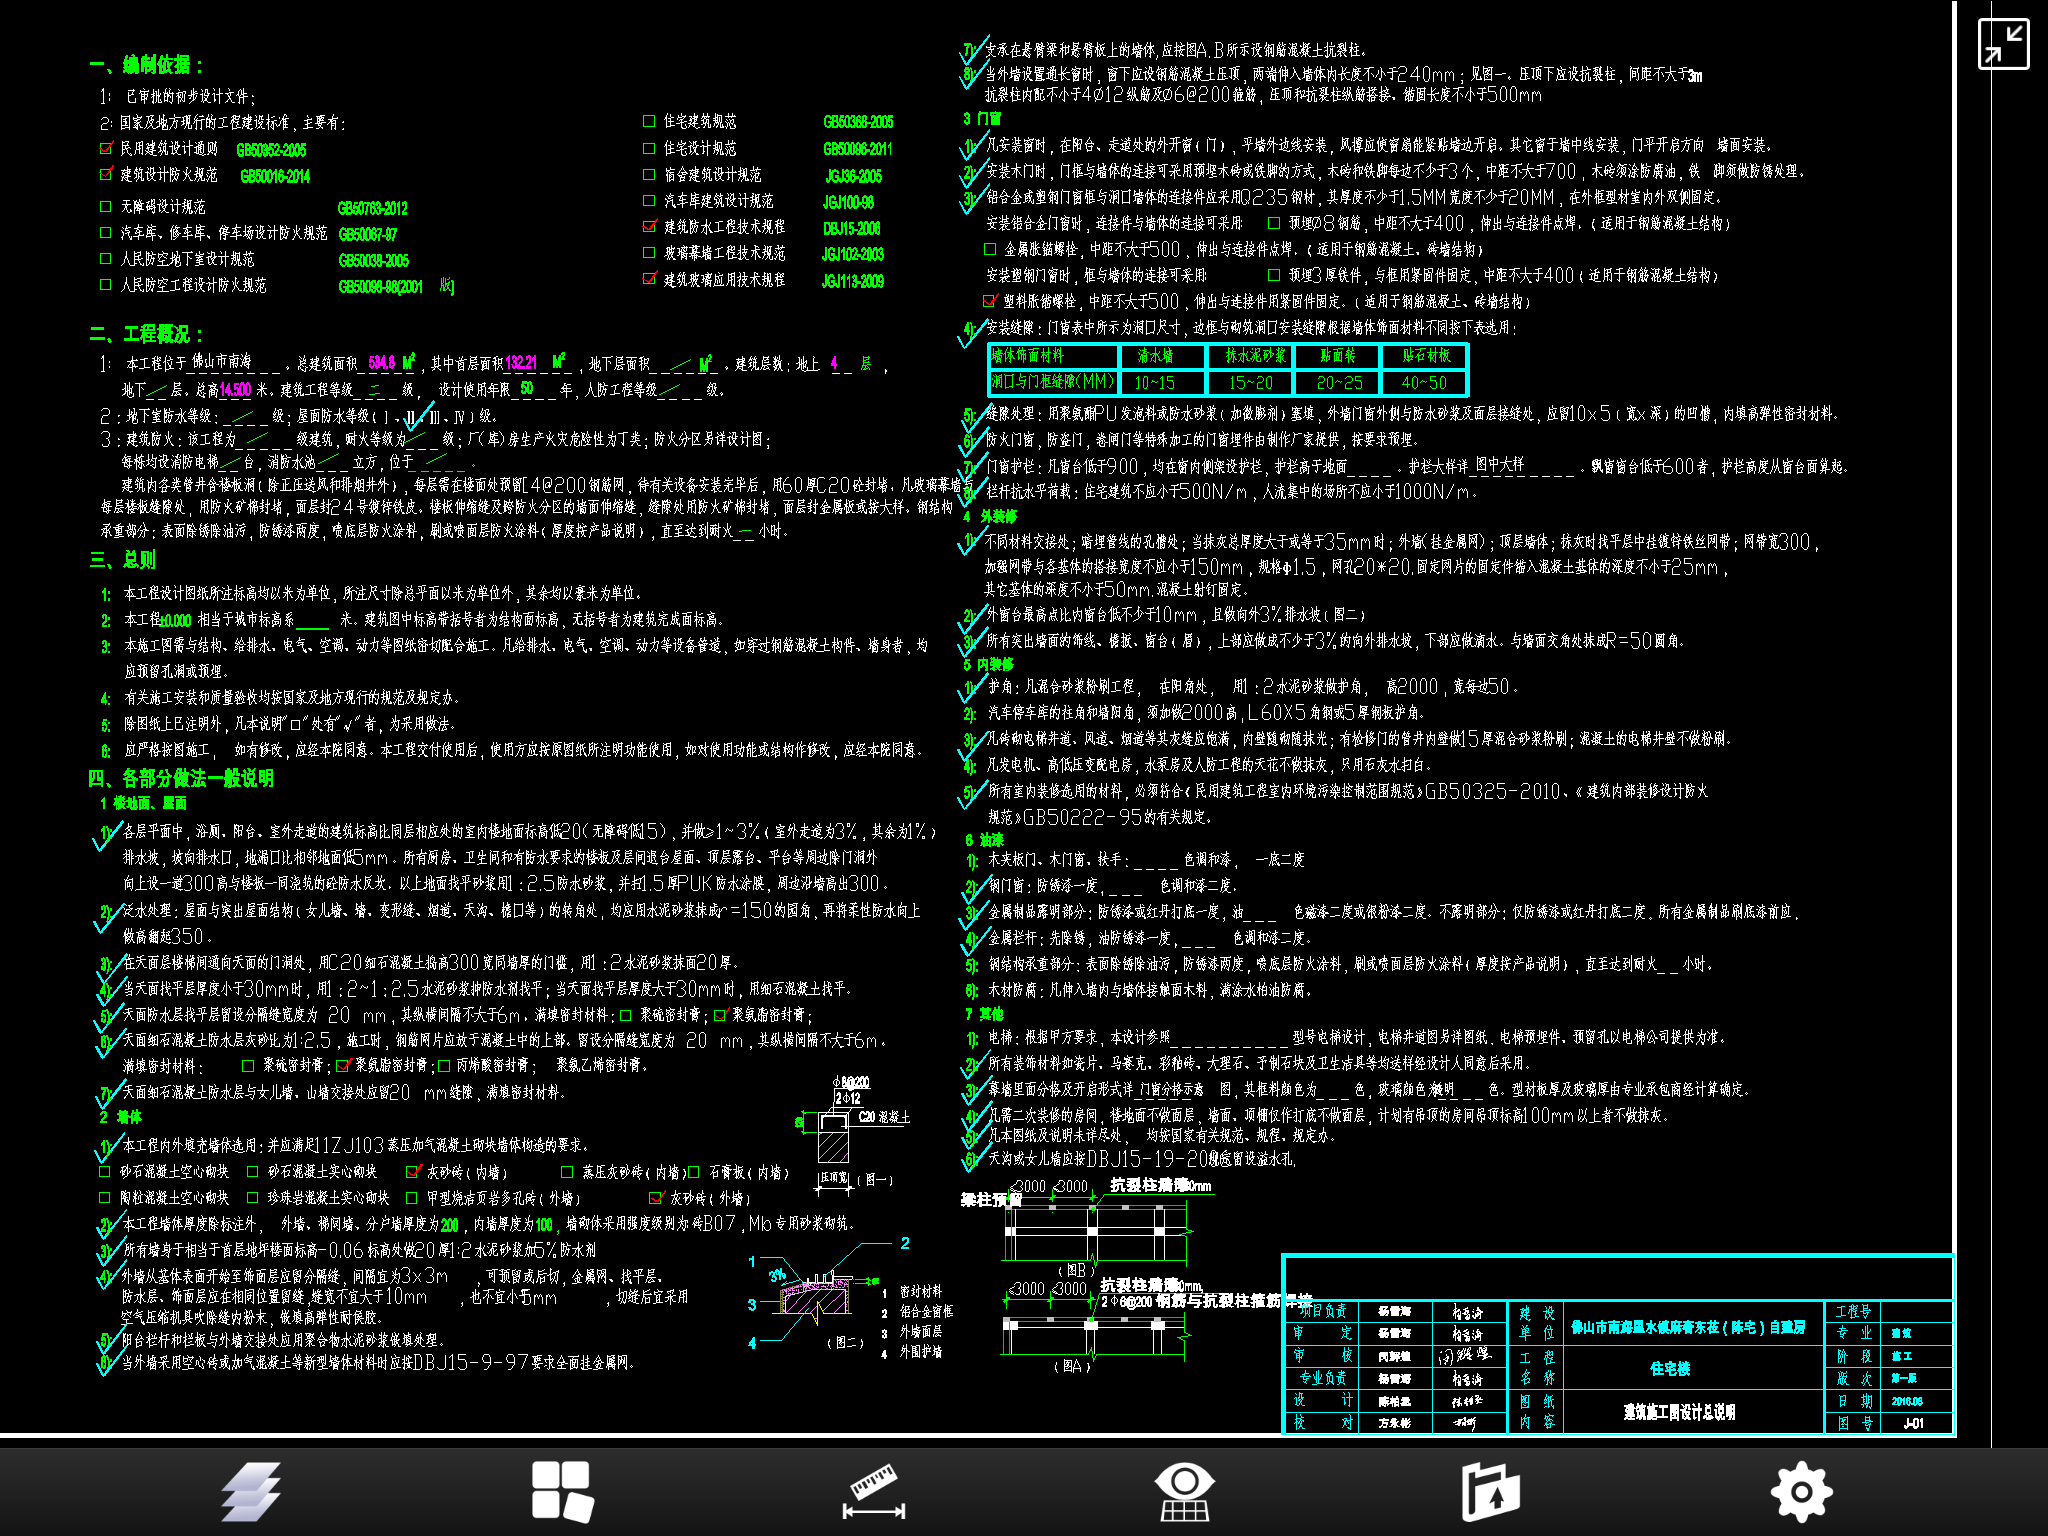 一、编制依据：
1: 已审批的初步设计文件；
2: 国家及地方现行的工程建设标准，主要有：
民用建筑设计通则 GB50352-2005
建筑设计防火规范 GB50016-2014
无障碍设计规范 GB50763-2012
汽车库、修车库、停车场设计防火规范 GB50067-97
人民防空地下室设计规范 GB50038-2005
人民防空工程设计防火规范 GB50098-98(2001 版)
住宅建筑规范 GB50368-2005
住宅设计规范 GB50096-2011
宿舍建筑设计规范 JGJ36-2005
汽车库建筑设计规范 JGJ100-98
建筑防水工程技术规程 DBJ15-2006
玻璃幕墙工程技术规范 JGJ102-2003
建筑玻璃应用技术规程 JGJ113-2009
二、工程概况：
1: 本工程位于 佛山市南海 。总建筑面积 584.8 M²，其中首层面积 132.21 M²，地下层面积 M²。建筑层数：地上 4 层，
地下 层。总高14.500 米。建筑工程等级 二 级， 设计使用年限 50 年，人防工程等级 级。
2：地下室防水等级： 级；屋面防水等级（I、II、III、IV）级。
3：建筑防火：该工程为 级建筑，耐火等级为 级；厂（库）房生产火灾危险性为丁类；防火分区另详设计图；
每栋均设消防电梯 台，消防水池 立方，位于 。
建筑内各类管井合楼板洞（除正压送风和排烟井外），每层需在楼面处预留[4@200钢筋网，待有关设备安装完毕后，用60厚C20砼封墙。凡玻璃幕墙与
每层楼板缝隙处，用防火矿棉封堵，面层封24号镀锌铁皮。楼板伸缩缝及跨防火分区的墙面伸缩缝，缝隙处用防火矿棉封堵，面层封金属板或按大样。钢结构
承重部分：表面除锈除油污，防锈漆两度，喷底层防火涂料，刷或喷面层防火涂料（厚度按产品说明），直至达到耐火 小时。
三、总则
1: 本工程设计图纸所注标高均以米为单位，所注尺寸除总平面以米为单位外，其余均以毫米为单位。
2: 本工程±0.000 相当于城市标高系 米。建筑图中标高带括号者为结构面标高，无括号者为建筑完成面标高。
3: 本施工图需与结构、给排水、电气、空调、动力等图纸密切配合施工。凡给排水、电气、空调、动力等设备管道，如穿过钢筋混凝土构件、墙身者，均
应预留孔洞或预埋。
4: 有关施工安装和质量验收均按国家及地方现行的规范及规定办。
5: 除图纸上已注明外，凡本说明"□"处有"√"者，为采用做法。
6: 应严格按图施工， 如有修改，应经本院同意。本工程交付使用后，使用方应按原图纸所注明功能使用，如对使用功能或结构作修改，应经本院同意。
四、各部分做法一般说明
1 楼地面、屋面
1): 各层平面中，浴厕、阳台、室外走道的建筑标高比同层相应处的室内楼地面标高低20（无障碍低15），并做≥1~3%（室外走道为3%，其余为1%）
排水坡，坡向排水口，地漏口比相邻地面低5mm。所有厨房、卫生间和有防水要求的楼板及层间退台屋面、顶层露台、平台等周边除门洞外
向上设一道300高与楼板一同浇筑的砼防水反光。以上地面找平砂浆用1：2.5防水砂浆，并扫1.5厚PUK防水涂膜，周边沿墙高出300。
2): 泛水处理：屋面与突出屋面结构（女儿墙、墙、变形缝、烟道、天沟、檐口等）的转角处，均应用水泥砂浆抹成r=150的圆角，再将柔性防水向上
做高翻起350。
3): 在天面层楼梯间通向天面的门洞处，用C20细石混凝土捣高300宽同墙厚的门槛，用1：2水泥砂浆抹面20厚。
4): 当天面找平层厚度小于30mm时，用1：2~1：2.5水泥砂浆掺防水剂找平；当天面找平层厚度大于30mm时，用细石混凝土找平。
5): 天面防水层找平层留设分隔缝宽度为 20 mm，其纵横间隔不大于6m。满填密封材料：□ 聚硫密封膏；聚氨脂密封膏；
6): 天面细石混凝土防水层灰砂比为1:2.5，施工时，钢筋网片应放于混凝土中的上部。留设分隔缝宽度为 20 mm，其纵横间隔不大于6m。
满填密封材料： □ 聚硫密封膏；聚氨脂密封膏；□ 丙烯酸密封膏； 聚氯乙烯密封膏。
7): 天面细石混凝土防水层与女儿墙、山墙交接处应留20 mm缝隙，满填密封材料。
2 墙体
1): 本工程内外填充墙体选用：并应满足11ZJ103蒸压加气混凝土砌块墙体构造的要求。
□ 砂石混凝土空心砌块 □ 砂石混凝土实心砌块 灰砂砖（内墙） □ 蒸压灰砂砖（内墙） □ 石膏板（内墙）
□ 陶粒混凝土空心砌块 □ 珍珠岩混凝土实心砌块 □ 甲型烧洁页岩多孔砖（外墙） 灰砂砖（外墙）
2): 本工程墙体厚度除标注外， 外墙、梯间墙、分户墙厚度为200，内墙厚度为100，墙砌体采用强度级别为砖B07，Mb专用砂浆砌筑。
3): 所有墙身于相当于首层地坪楼面标高-0.06标高处做20厚1:2水泥砂浆加5%防水剂
4): 外墙从基体表面开始至饰面层应留分隔缝，间隔宜为3x3m ，可预留或后切，金属网、找平层、
防水层、饰面层应在相同位置留缝,缝宽不宜大于10mm ，也不宜小于5mm ，切缝后宜采用
空气压缩机具吹除缝内粉末，嵌填高弹性耐候胶。
5): 阳台栏杆和栏板与外墙交接处应用聚合物水泥砂浆嵌填处理。
6): 当外墙采用空心砖或加气混凝土等新型墙体材料时应按DBJ15-9-97要求全面挂金属网。
ϕ6@200
2ϕ12
C20 混凝土
压顶宽
（图一）
1
2
3%
3
4
（图二）
1 密封材料
2 铝合金窗框
3 外墙面层
4 外围护墙
7): 支承在悬臂梁和悬臂板上的墙体,应按图A.B所示设钢筋混凝土抗裂柱。
8): 当外墙设置通长窗时，窗下应设钢筋混凝土压顶，两端伸入墙体内长度不小于240mm；见图一。压顶下应设抗裂柱，间距不大于3m
抗裂柱内配不小于4Ø12纵筋及Ø6@200箍筋，压顶和抗裂柱纵筋搭接、锚固长度不小于500mm
3 门窗
1): 凡安装窗时，在阳台、走道处的外开窗（门），平墙外边线安装，风撑应使窗扇能紧贴墙边开启。其它窗于墙中线安装，门平开启方向 墙面安装。
2): 安装木门时，门框与墙体的连接可采用预埋木砖或铁脚的方式，木砖和铁脚每边不少于3个，中距不大于700，木砖须涂防腐油，铁 脚须做防锈处理。
3): 铝合金或塑钢门窗框与洞口墙体的连接件应采用Q235钢材，其厚度不少于1.5MM宽度不少于20MM，在外框型材室内外双侧固定。
安装铝合金门窗时，连接件与墙体的连接可采用 □ 预埋Ø8钢筋，中距不大于400，伸出与连接件点焊。（适用于钢筋混凝土结构）
□ 金属胀锚螺栓，中距不大于500，伸出与连接件点焊。（适用于钢筋混凝土、砖墙结构）
安装塑钢门窗时，框与墙体的连接可采用 □ 预埋3厚铁件，与框用紧固件固定，中距不大于400（适用于钢筋混凝土结构）
塑料胀锚螺栓，中距不大于500，伸出与连接件用紧固件固定。（适用于钢筋混凝土、砖墙结构）
4): 安装缝隙：门窗表中所示为洞口尺寸，边框与砌筑洞口安装缝隙根据墙体饰面材料不同按下表选用：
墙体饰面材料 清水墙 抹水泥砂浆 贴面砖 贴石材板
洞口与门框缝隙(MM) 10~15 15~20 20~25 40~50
5): 缝隙处理：用聚氨酯PU发泡料或防水砂浆（加微膨剂）塞填，外墙门窗外侧与防水砂浆及面层接缝处，应留10x5（宽x深）的凹槽，内填高弹性密封材料。
6): 防火门窗，防盗门，卷闸门等特殊加工的门窗埋件由制作厂家提供，按要求预埋。
7): 门窗护栏：凡窗台低于900，均在窗内侧架设护栏，护栏高于地面 。护栏大样详 图中大样 。飘窗窗台低于600者，护栏高度从窗台面算起。
8): 栏杆抗水平荷载：住宅建筑不应小于500N/m，人流集中的场所不应小于1000N/m。
4 外装修
1): 不同材料交接处；暗埋管线的孔槽处；当抹灰总厚度大于或等于35mm时；外墙(挂金属网)；顶层墙体；抹灰时找平层中挂镀锌铁丝网带；网带宽300，
加强网带与各基体的搭接宽度不应小于150mm，规格ϕ1.5，网孔20*20.固定网片的固定件锚入混凝土基体的深度不小于25mm，
其它基体的深度不小于50mm.混凝土射钉固定。
2): 外窗台最高点比内窗台低不少于10mm，且做向外3%排水坡（图二）
3): 所有突出墙面的饰线、檐板、窗台（眉），上部应做成不少于3%的向外排水坡，下部应做滴水。与墙面交角处抹成R=50圆角。
5 内装修
1): 护角：凡混合砂浆粉刷工程， 在阳角处， 用1：2水泥砂浆做护角， 高2000，宽每边50。
2): 汽车停车库的柱角和墙阳角，须加做2000高,L60X5角钢或5厚钢板护角。
3): 凡砖砌电梯井道、风道、烟道等其灰缝应饱满，内壁随砌随抹光；有检修门的管井内壁做15厚混合砂浆粉刷；混凝土的电梯井壁不做粉刷。
4): 凡发电机、高低压变配电房，水泵房及人防工程的天花不做抹灰，只用石灰水扫白。
5): 所有室内装修选用的材料，必须符合《民用建筑工程室内环境污染控制范围规范》GB50325-2010、《建筑内部装修设计防火
规范》GB50222-95的有关规定。
6 油漆
1): 木夹板门、木门窗、扶手： 色调和漆， 一底二度
2): 钢门窗：防锈漆一度， 色调和漆二度。
3): 金属制品露明部分：防锈漆或红丹打底一度，油 色磁漆二度或银粉漆二度。不露明部分：仅防锈漆或红丹打底二度，所有金属制品刷底漆前应，
4): 金属栏杆：先除锈，油防锈漆一度， 色调和漆二度。
5): 钢结构承重部分：表面除锈除油污，防锈漆两度，喷底层防火涂料，刷或喷面层防火涂料（厚度按产品说明），直至达到耐火 小时。
6): 木材防腐：凡伸入墙内与墙体接触面木料，满涂水柏油防腐。
7 其他
1): 电梯：根据甲方要求，本设计参照 型号电梯设计，电梯井道图另详图纸、电梯预埋件、预留孔以电梯公司提供为准。
2): 所有装饰材料如瓷片、马赛克、彩釉砖、大理石、予制石块及卫生洁具等均送样经设计人同意后采用。
3): 幕墙里面分格及开启形式详 门窗分格示意 图，其框料颜色为 色，玻璃颜色 透明 色。型衬板厚及玻璃厚由专业承包商经计算确定。
4): 凡需二次装修的房间，楼地面不做面层，墙面、顶棚仅作打底不做面层，计划有吊顶的房间吊顶标高100mm以上者不做抹灰。
5): 凡本图纸及说明未详尽处， 均按国家有关规范、规程、规定办。
6): 天沟或女儿墙应按DBJ15-19-2006规定留设溢水孔.
<3000 <3000
抗裂柱
梁柱预留
（图B）
<3000 <3000
抗裂柱
2ϕ6@200 钢筋与抗裂柱箍筋焊接
（图A）
项目负责 杨雷海
审 定 杨雷海
审 核
专业负责 杨雷海
设 计
校 对
建设单位 佛山市南海里水镇麻奢东莅（陈宅）自建房
工程名称 住宅楼
图纸内容 建筑施工图设计总说明
工程号
专 业 建筑
阶 段 施工
版 次 第一版
日 期 2016.06
图 号 J-01